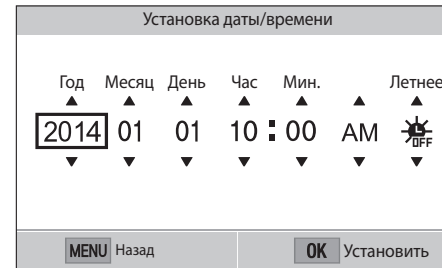 Установка даты/времени
Год Месяц День Час Мин. Летнее
2014 01 01 10 : 00 AM OFF
MENU Назад OK Установить